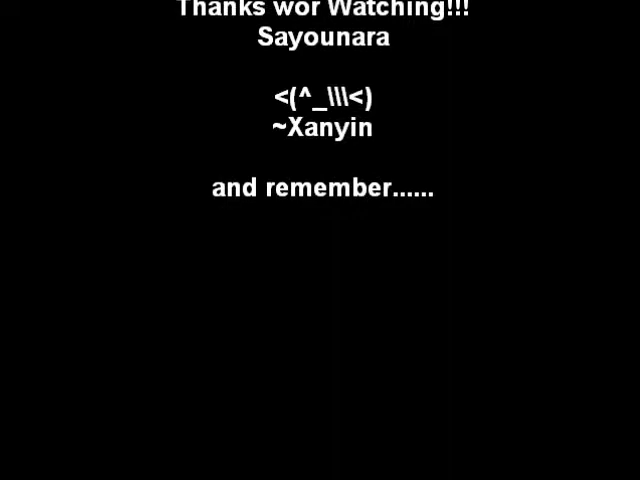 Thanks wor Watching!!!
Sayounara
<(^_\\\<)
~Xanyin
and remember......